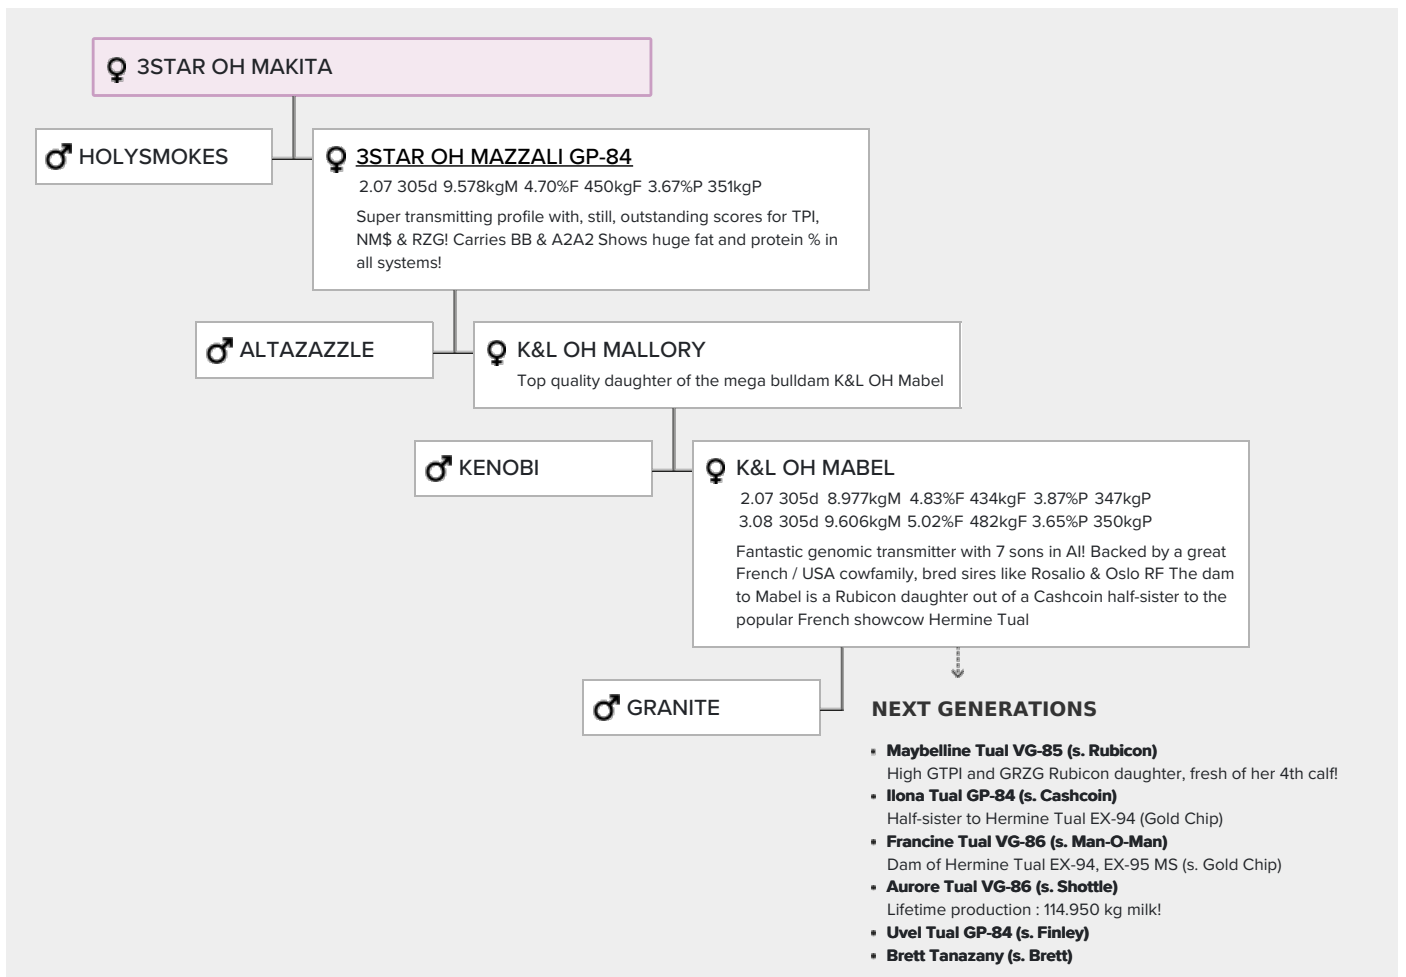 3STAR OH MAKITA
HOLYSMOKES
3STAR OH MAZZALI GP-84
2.07 305d 9.578kgM 4.70%F 450kgF 3.67%P 351kgP
Super transmitting profile with, still, outstanding scores for TPI,
NM$ & RZG! Carries BB & A2A2 Shows huge fat and protein % in
all systems!
ALTAZAZZLE
K&L OH MALLORY
Top quality daughter of the mega bulldam K&L OH Mabel
KENOBI
K&L OH MABEL
2.07 305d 8.977kgM 4.83%F 434kgF 3.87%P 347kgP
3.08 305d 9.606kgM 5.02%F 482kgF 3.65%P 350kgP
Fantastic genomic transmitter with 7 sons in AI! Backed by a great
French / USA cowfamily, bred sires like Rosalio & Oslo RF The dam
to Mabel is a Rubicon daughter out of a Cashcoin half-sister to the
popular French showcow Hermine Tual
GRANITE
NEXT GENERATIONS
▪ Maybelline Tual VG-85 (s. Rubicon)
High GTPI and GRZG Rubicon daughter, fresh of her 4th calf!
▪ Ilona Tual GP-84 (s. Cashcoin)
Half-sister to Hermine Tual EX-94 (Gold Chip)
▪ Francine Tual VG-86 (s. Man-O-Man)
Dam of Hermine Tual EX-94, EX-95 MS (s. Gold Chip)
▪ Aurore Tual VG-86 (s. Shottle)
Lifetime production : 114.950 kg milk!
▪ Uvel Tual GP-84 (s. Finley)
▪ Brett Tanazany (s. Brett)